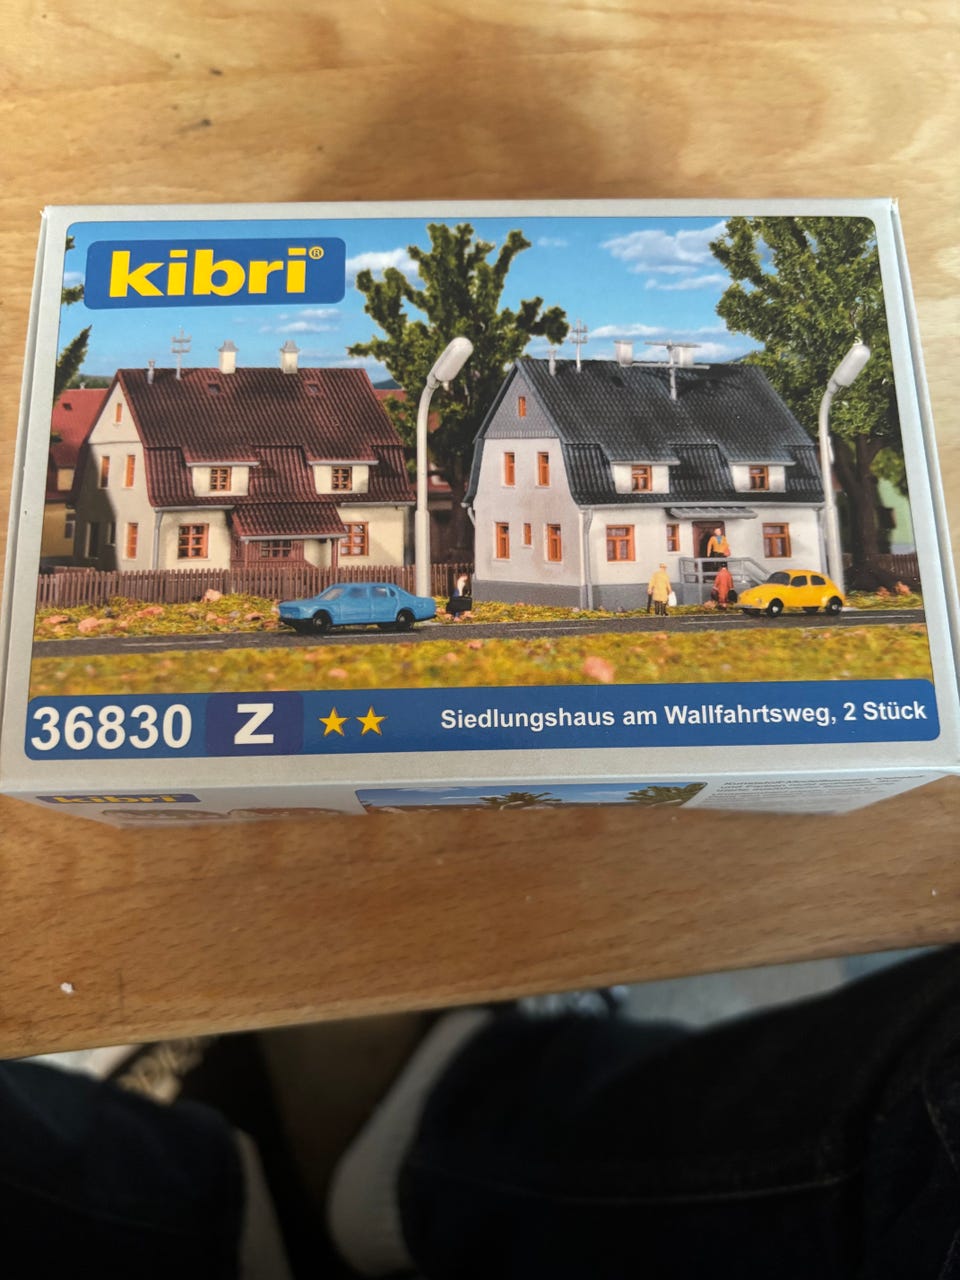 kibri®
36830 Z Siedlungshaus am Wallfahrtsweg, 2 Stück
kibri